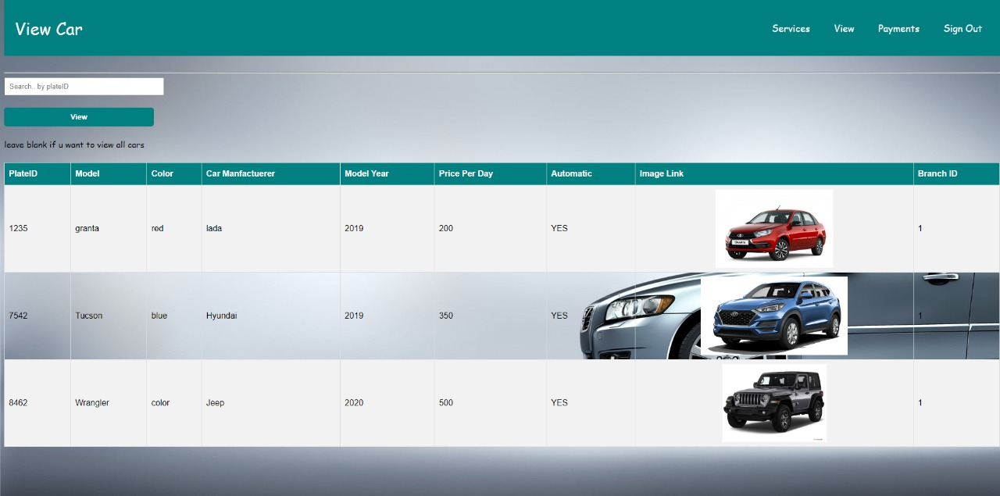 View Car
Services View Payments Sign Out
Search.. by plateID
View
leave blank if u want to view all cars
PlateID Model Color Car Manfactuerer Model Year Price Per Day Automatic Image Link Branch ID
1235 granta red lada 2019 200 YES 1
7542 Tucson blue Hyundai 2019 350 YES 1
8462 Wrangler color Jeep 2020 500 YES 1